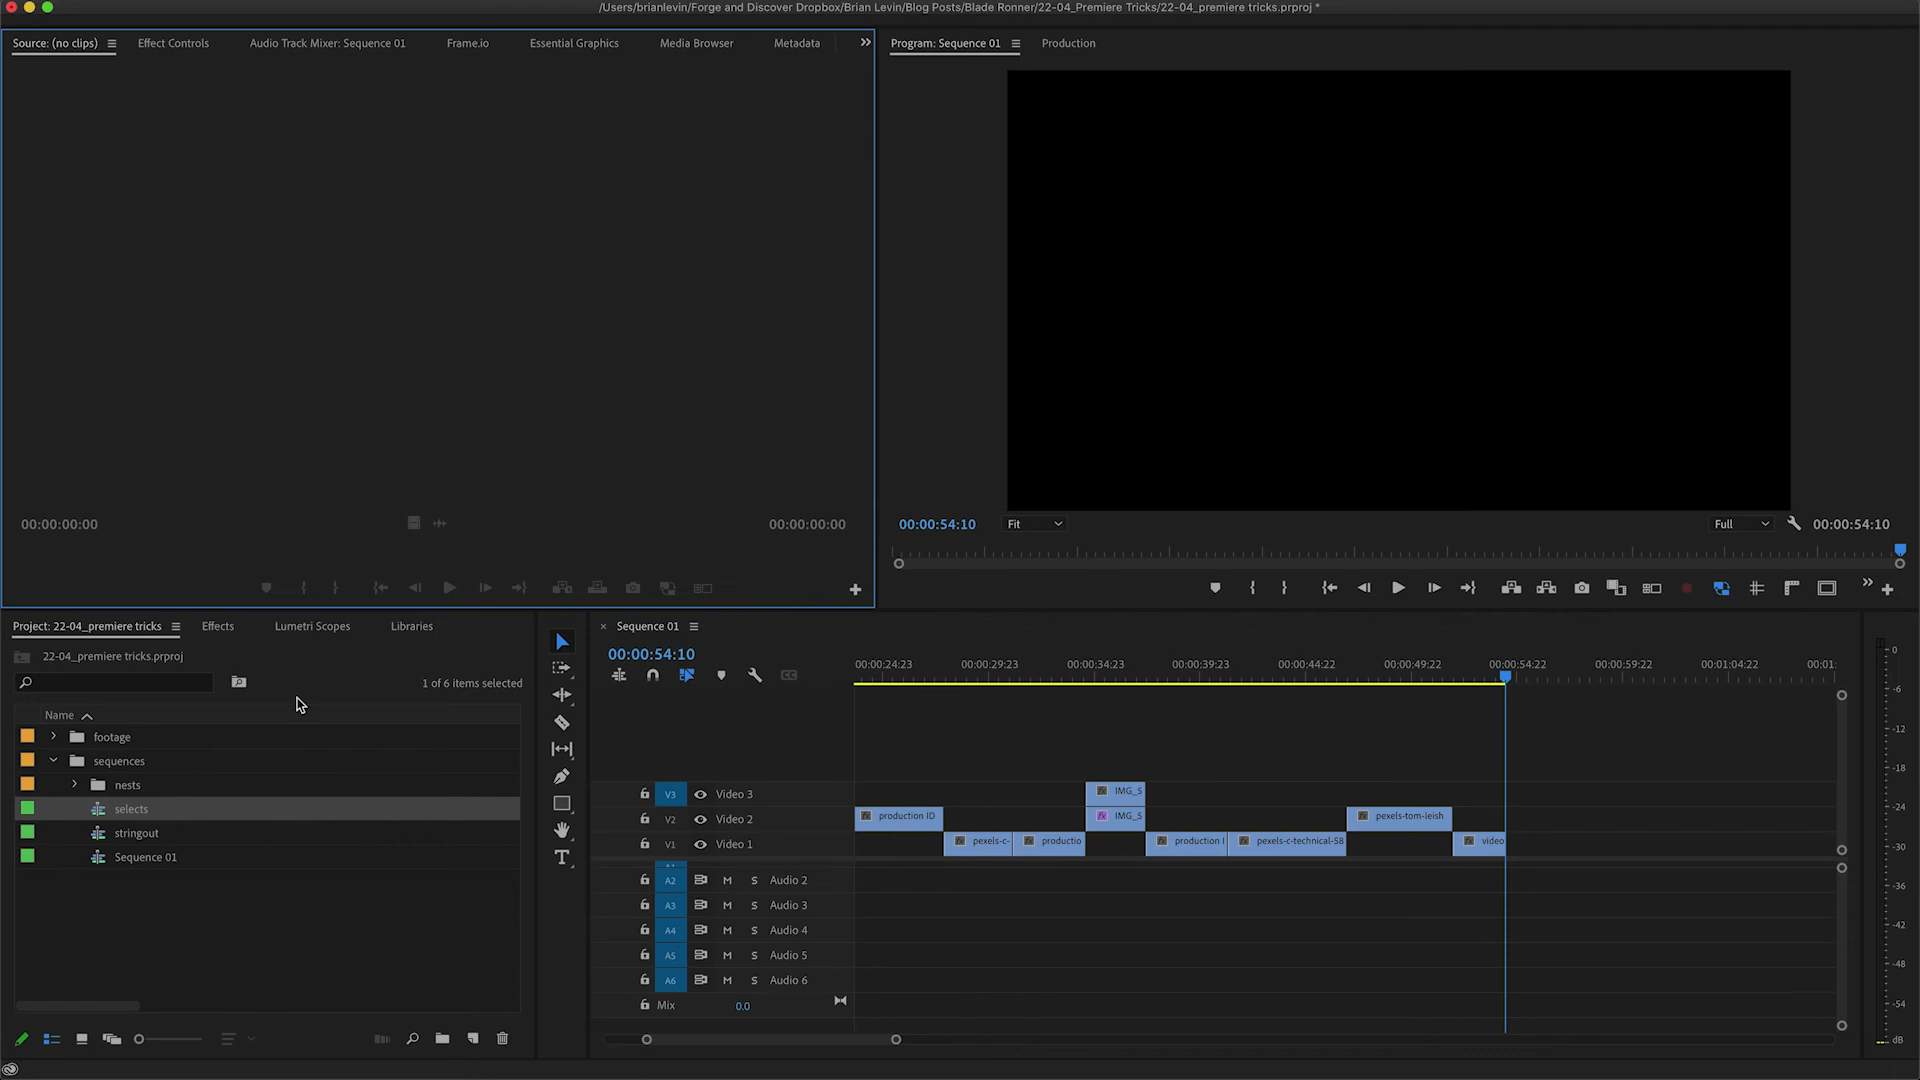 /Users/brianlevin/Forge and Discover Dropbox/Brian Levin/Blog Posts/Blade Ronner/22-04_Premiere Tricks/22-04_premiere tricks.prproj *
Source: (no clips)
Effect Controls
Audio Track Mixer: Sequence 01
Frame.io
Essential Graphics
Media Browser
Metadata
Program: Sequence 01
Production
00:00:00:00
00:00:00:00
00:00:54:10
Fit
Full
00:00:54:10
Project: 22-04_premiere tricks
Effects
Lumetri Scopes
Libraries
22-04_premiere tricks.prproj
1 of 6 items selected
Name
footage
sequences
nests
selects
stringout
Sequence 01
× Sequence 01
00:00:54:10
00:00:24:23
00:00:29:23
00:00:34:23
00:00:39:23
00:00:44:22
00:00:49:22
00:00:54:22
00:00:59:22
00:01:04:22
00:01:
V3 Video 3
IMG_S
V2 Video 2
production ID
IMG_S
pexels-tom-leish
V1 Video 1
pexels-c-
productio
production I
pexels-c-technical-58
video
A2 M S Audio 2
A3 M S Audio 3
A4 M S Audio 4
A5 M S Audio 5
A6 M S Audio 6
Mix 0.0
0
-6
-12
-18
-24
-30
-36
-42
-48
-54
dB